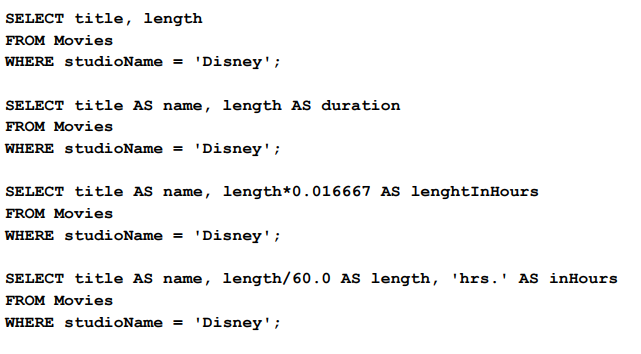 SELECT title, length
FROM Movies
WHERE studioName = 'Disney';
SELECT title AS name, length AS duration
FROM Movies
WHERE studioName = 'Disney';
SELECT title AS name, length*0.016667 AS lenghtInHours
FROM Movies
WHERE studioName = 'Disney';
SELECT title AS name, length/60.0 AS length, 'hrs.' AS inHours
FROM Movies
WHERE studioName = 'Disney';